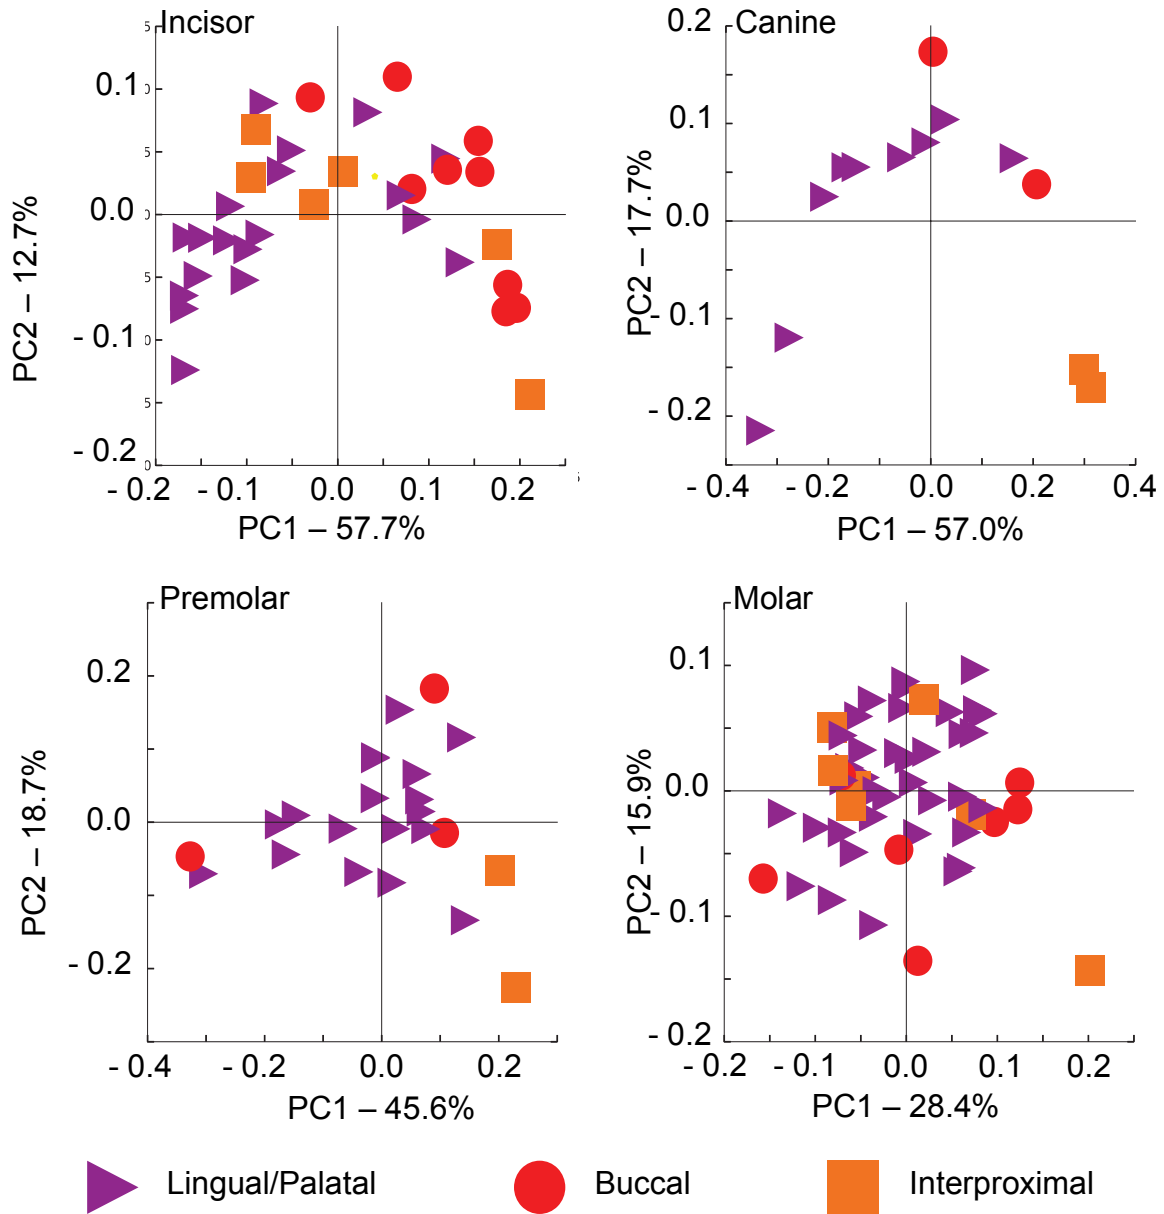 Incisor
0.1
0.0
- 0.1
- 0.2
PC2 – 12.7%
- 0.2 - 0.1 0.0 0.1 0.2
PC1 – 57.7%
Canine
0.2
0.1
0.0
- 0.1
- 0.2
PC2 – 17.7%
- 0.4 - 0.2 0.0 0.2 0.4
PC1 – 57.0%
Premolar
0.2
0.0
- 0.2
PC2 – 18.7%
- 0.4 - 0.2 0.0 0.2
PC1 – 45.6%
Molar
0.1
0.0
- 0.1
- 0.2
PC2 – 15.9%
- 0.2 - 0.1 0.0 0.1 0.2
PC1 – 28.4%
Lingual/Palatal Buccal Interproximal